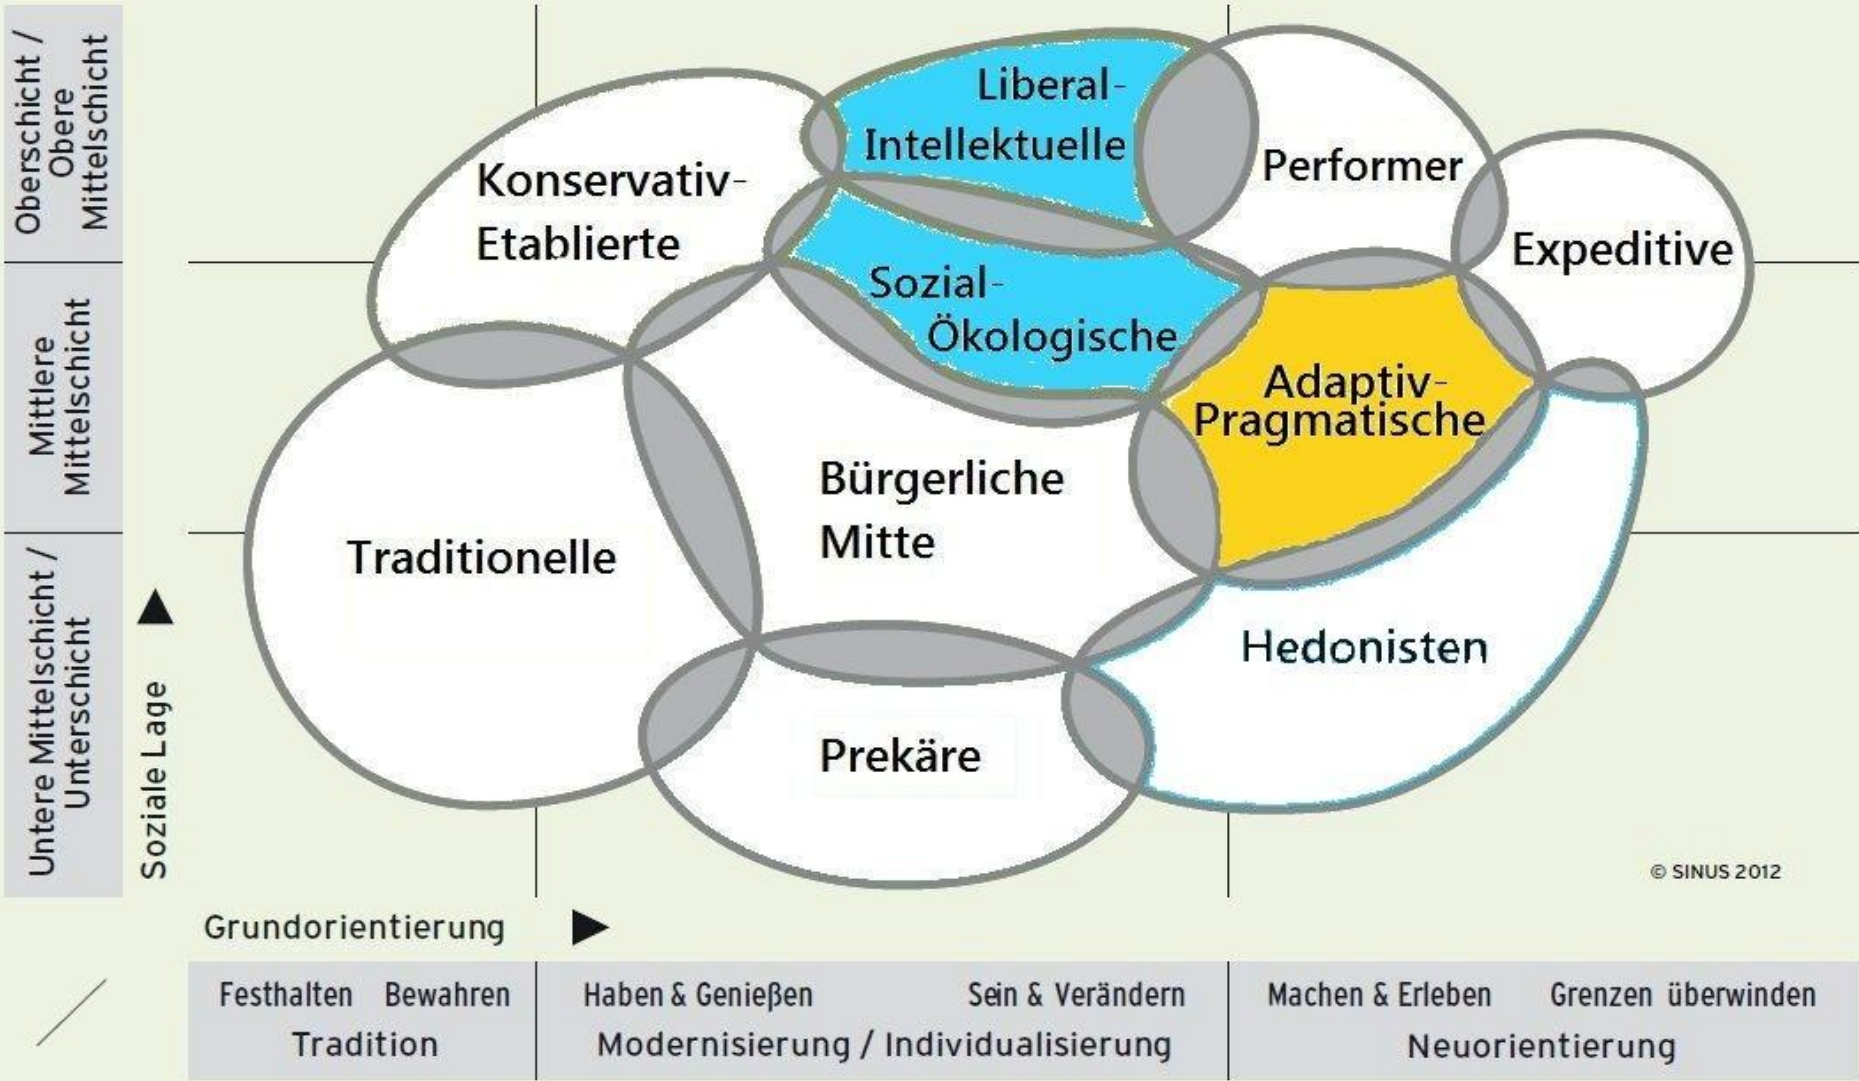 Oberschicht /
Obere
Mittelschicht
Mittlere
Mittelschicht
Untere Mittelschicht /
Unterschicht
Soziale Lage
Liberal-
Intellektuelle
Konservativ-
Etablierte
Performer
Expeditive
Sozial-
Ökologische
Adaptiv-
Pragmatische
Bürgerliche
Mitte
Traditionelle
Hedonisten
Prekäre
© SINUS 2012
Grundorientierung
Festhalten Bewahren
Tradition
Haben & Genießen Sein & Verändern
Modernisierung / Individualisierung
Machen & Erleben Grenzen überwinden
Neuorientierung